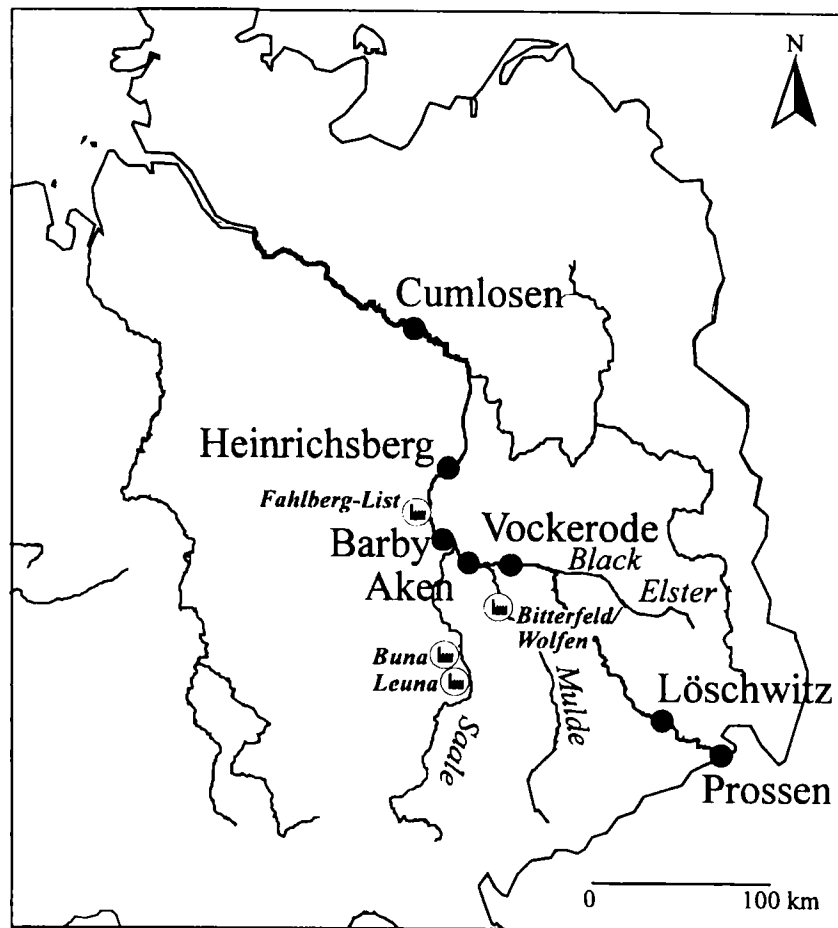 N
Cumlosen
Heinrichsberg
Fahlberg-List
Barby
Vockerode
Aken
Black
Elster
Bitterfeld/
Wolfen
Buna
Leuna
Mulde
Löschwitz
Saale
Prossen
0 100 km